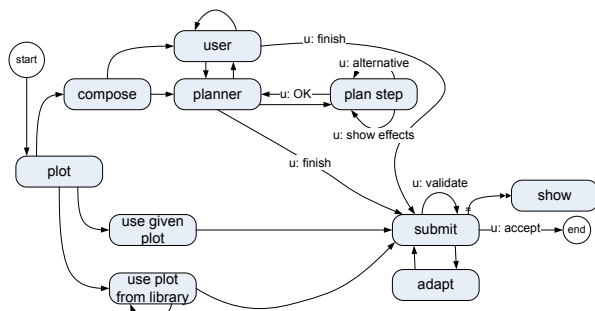 user
u: finish
start
u: alternative
compose
planner
u: OK
plan step
u: show effects
u: finish
plot
u: validate
show
use given
plot
submit
u: accept
end
use plot
from library
adapt